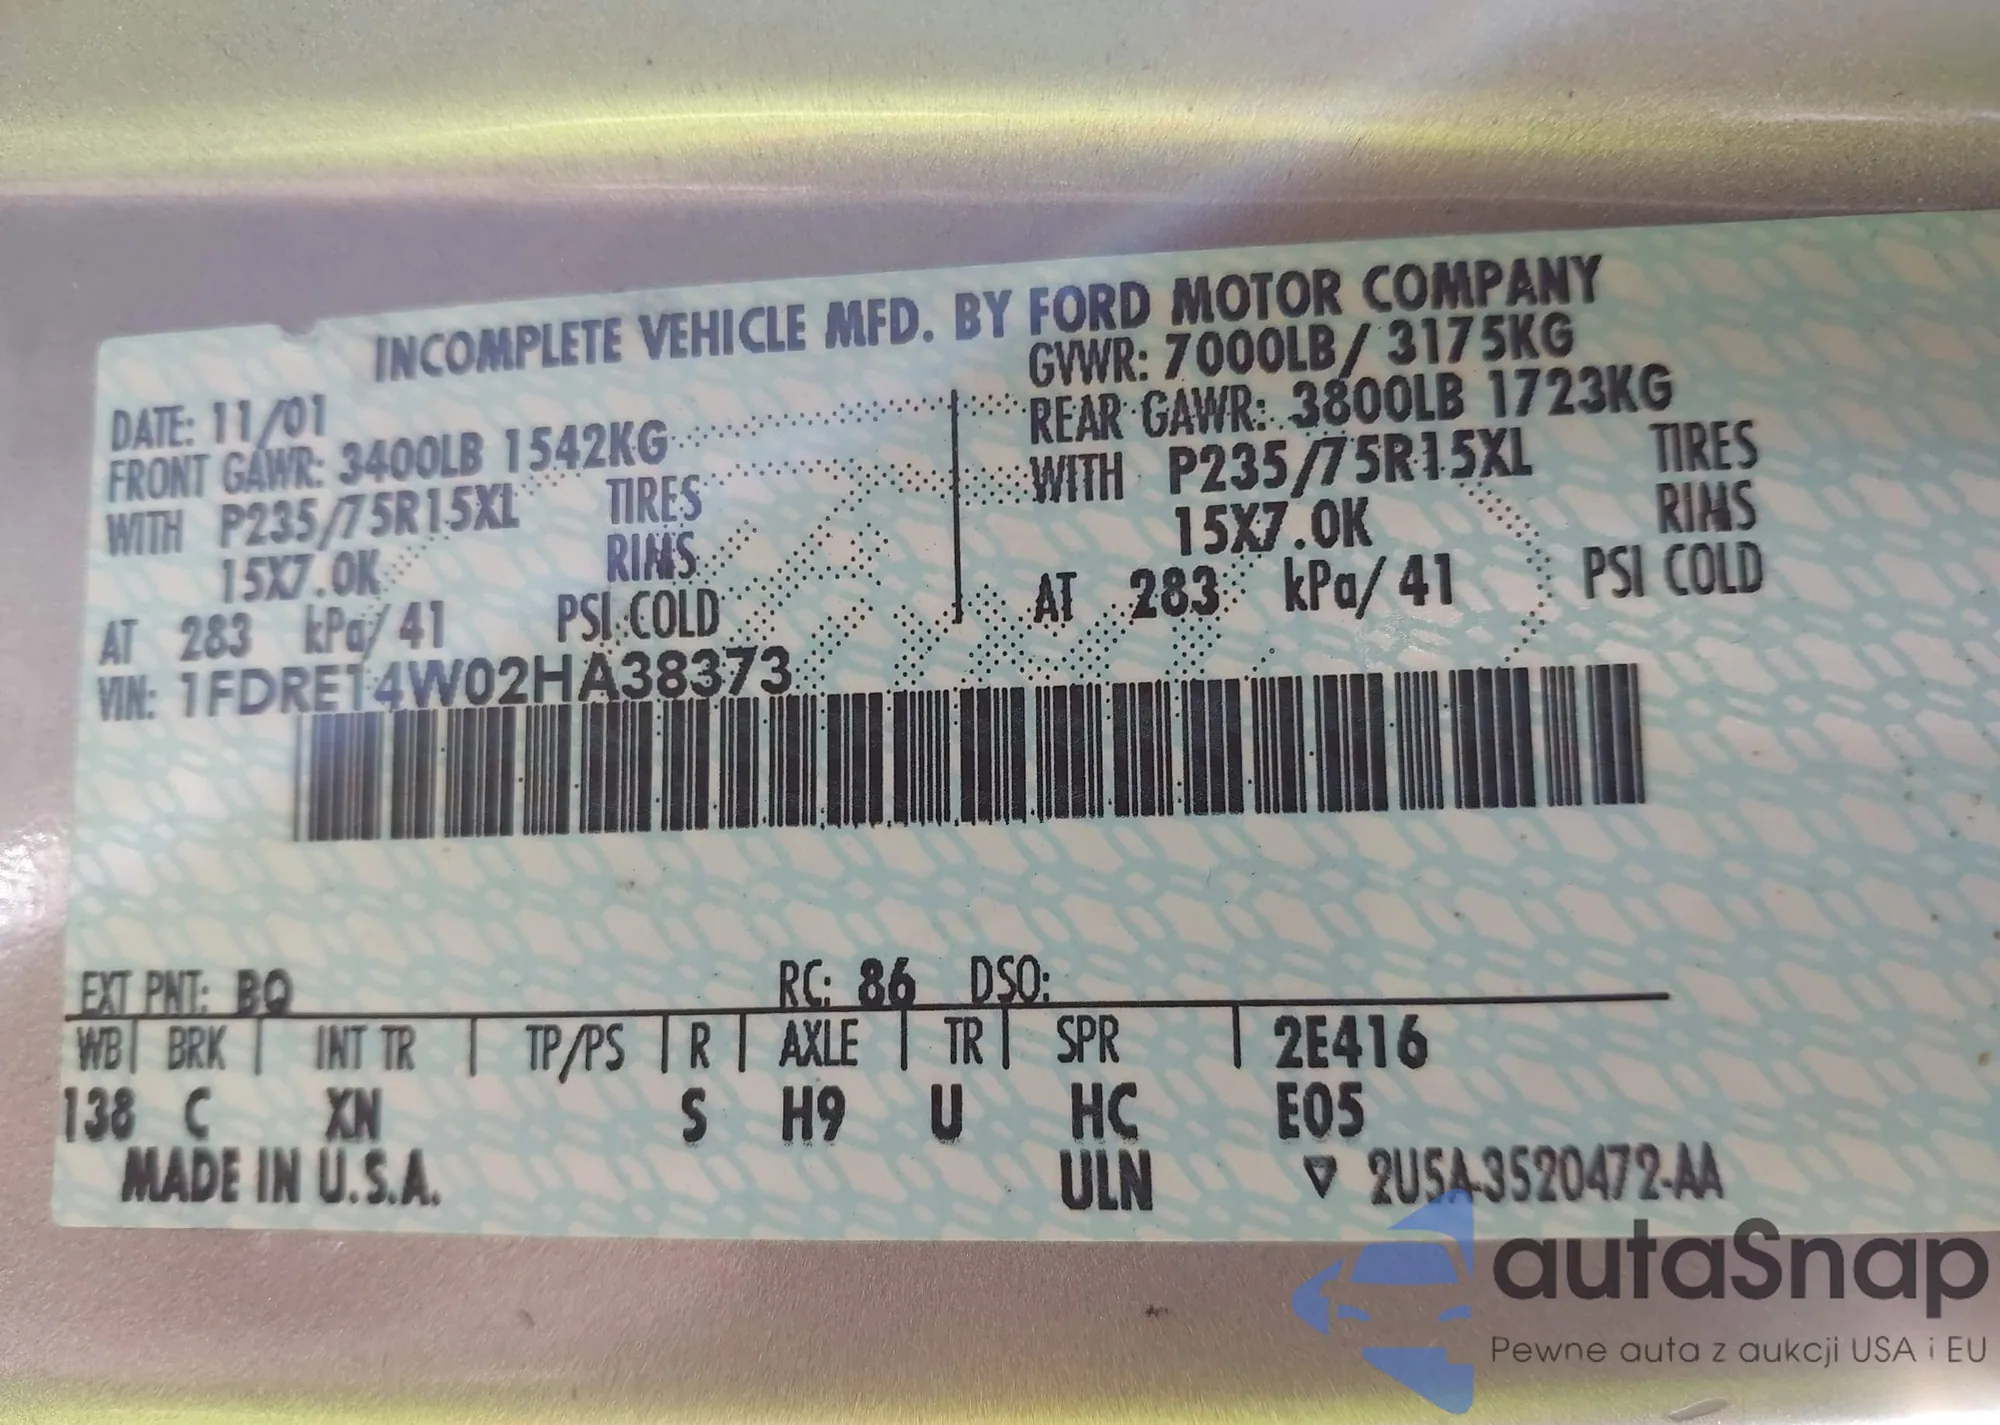 INCOMPLETE VEHICLE MFD. BY FORD MOTOR COMPANY
DATE: 11/01 GVWR: 7000LB/ 3175KG
FRONT GAWR: 3400LB 1542KG REAR GAWR: 3800LB 1723KG
WITH P235/75R15XL TIRES WITH P235/75R15XL TIRES
15X7.0K RIMS 15X7.0K RIMS
AT 283 kPa/ 41 PSI COLD AT 283 kPa/ 41 PSI COLD
VIN: 1FDRE14W02HA38373
EXT PNT: BQ RC: 86 DSO:
WB | BRK | INT TR | TP/PS | R | AXLE | TR | SPR | 2E416
138 C XN S H9 U HC E05
MADE IN U.S.A. ULN ▽ 2U5A-3520472-AA
autaSnap
Pewne auta z aukcji USA i EU